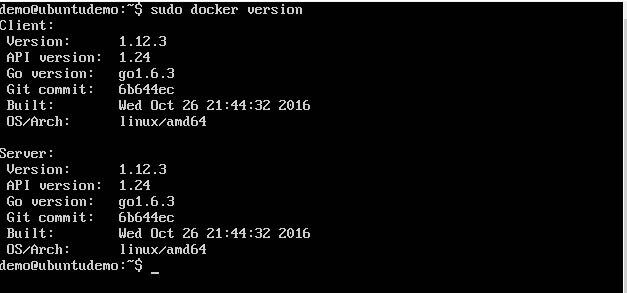 demo@ubuntudemo:~$ sudo docker version
Client:
 Version:      1.12.3
 API version:  1.24
 Go version:   go1.6.3
 Git commit:   6b644ec
 Built:        Wed Oct 26 21:44:32 2016
 OS/Arch:      linux/amd64

Server:
 Version:      1.12.3
 API version:  1.24
 Go version:   go1.6.3
 Git commit:   6b644ec
 Built:        Wed Oct 26 21:44:32 2016
 OS/Arch:      linux/amd64
demo@ubuntudemo:~$ _